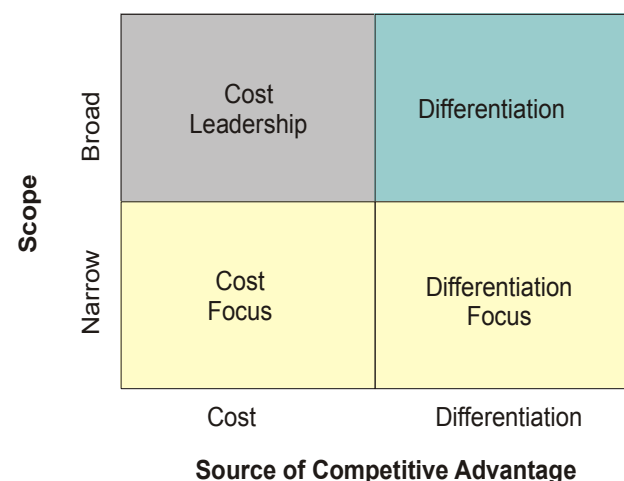 Scope
Broad
Cost
Leadership
Differentiation
Narrow
Cost
Focus
Differentiation
Focus
Cost
Differentiation
Source of Competitive Advantage